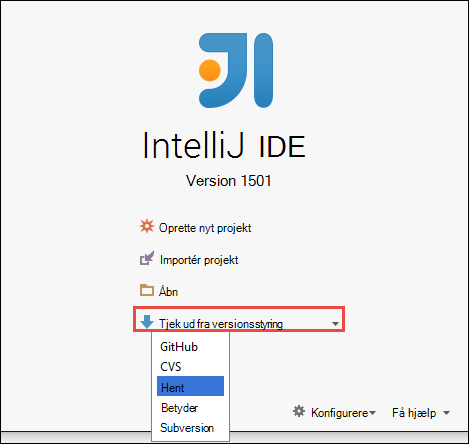 IntelliJ IDE
Version 1501
Oprette nyt projekt
Importér projekt
Åbn
Tjek ud fra versionsstyring
GitHub
CVS
Hent
Betyder
Subversion
Konfigurere Få hjælp